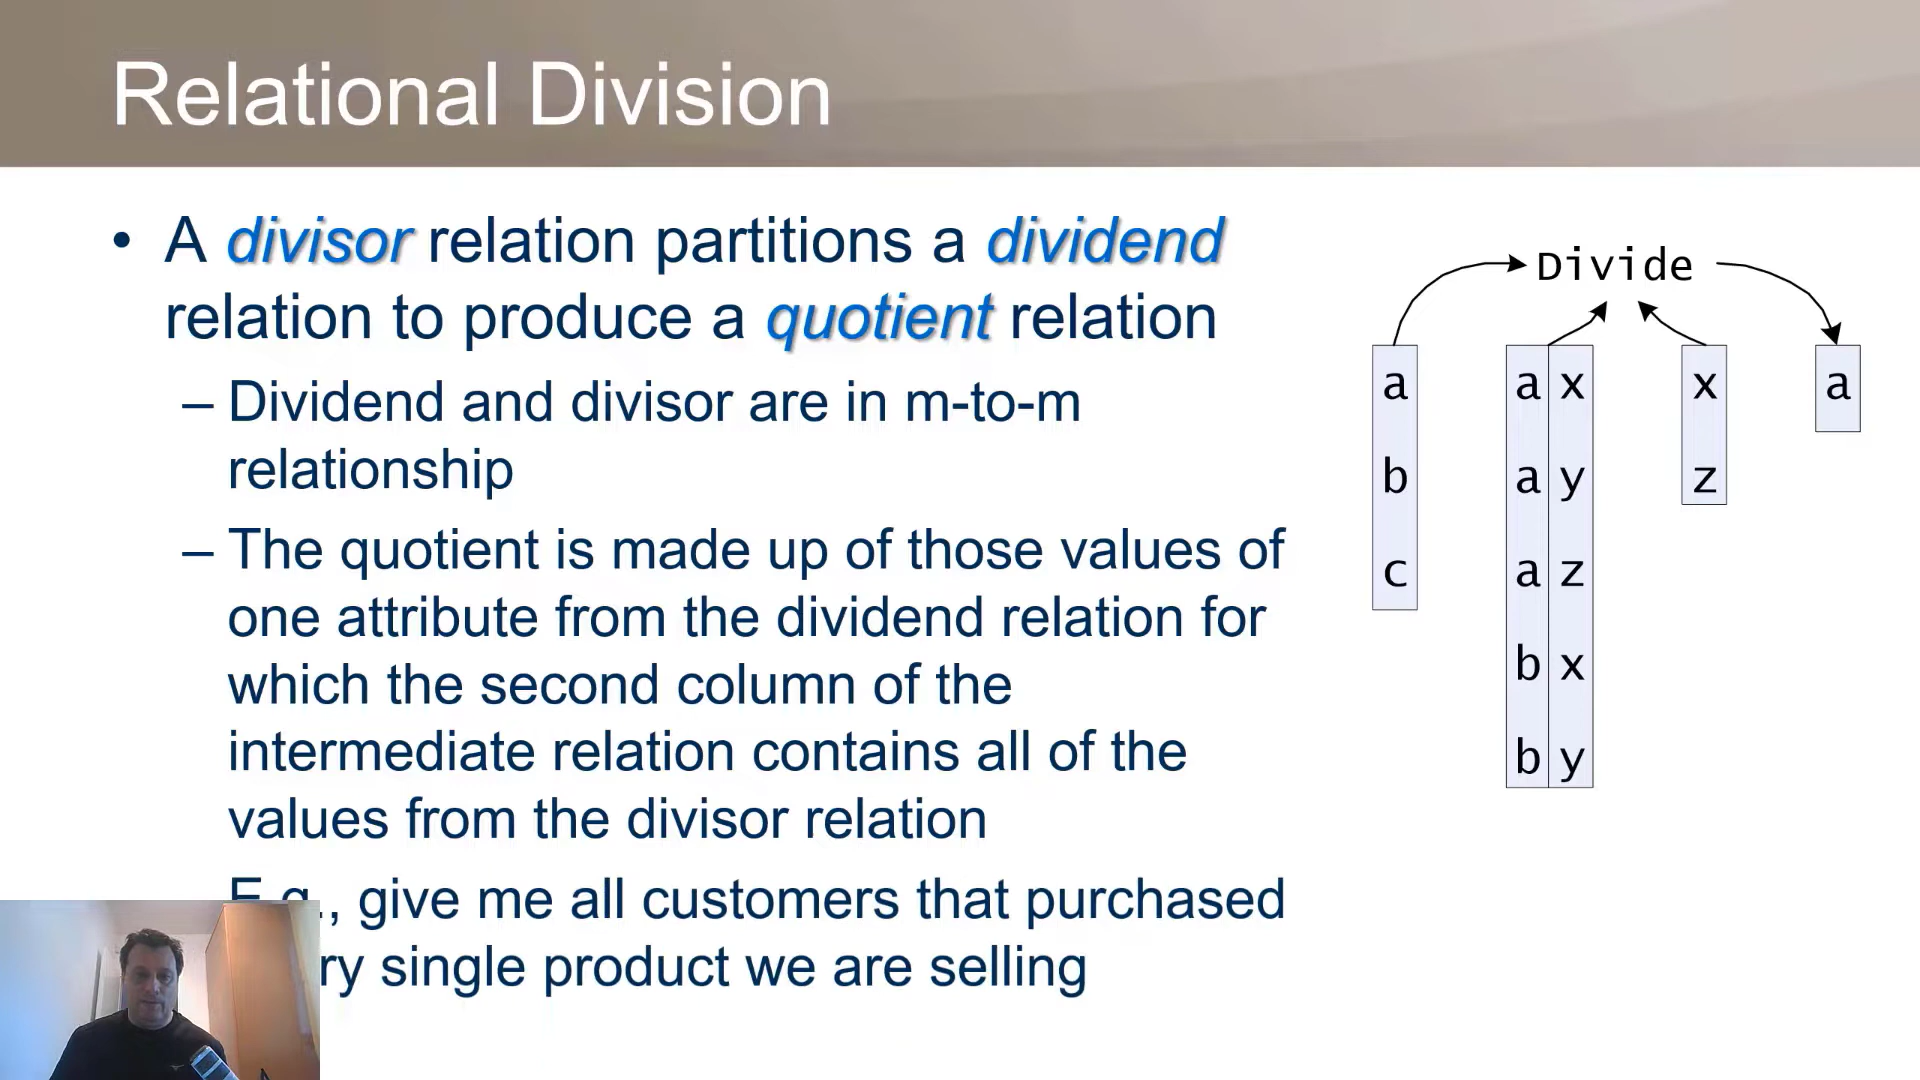 Relational Division
• A divisor relation partitions a dividend
relation to produce a quotient relation
– Dividend and divisor are in m-to-m
relationship
– The quotient is made up of those values of
one attribute from the dividend relation for
which the second column of the
intermediate relation contains all of the
values from the divisor relation
E.g., give me all customers that purchased
ry single product we are selling
Divide
a
b
c
a x
a y
a z
b x
b y
x
z
a